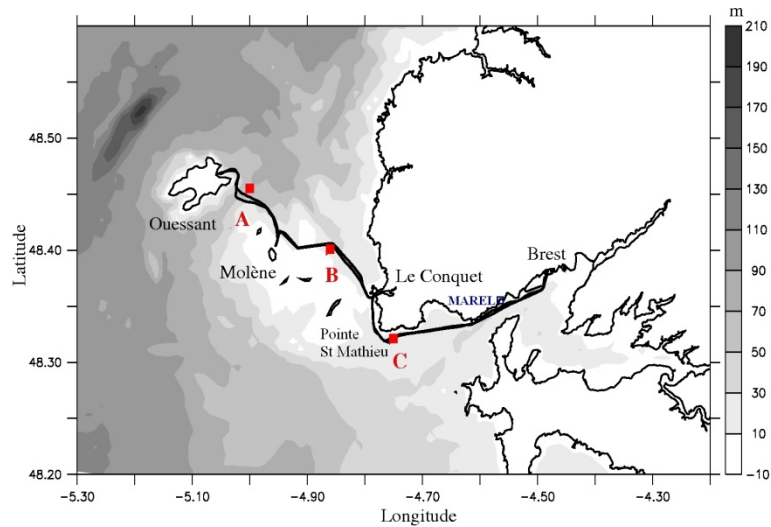 m
210
190
170
150
130
110
90
70
50
30
10
−10
48.50
48.40
48.30
48.20
Latitude
Ouessant
A
Molène
B
Le Conquet
Brest
MAREL
Pointe
St Mathieu
C
−5.30
−5.10
−4.90
−4.70
−4.50
−4.30
Longitude